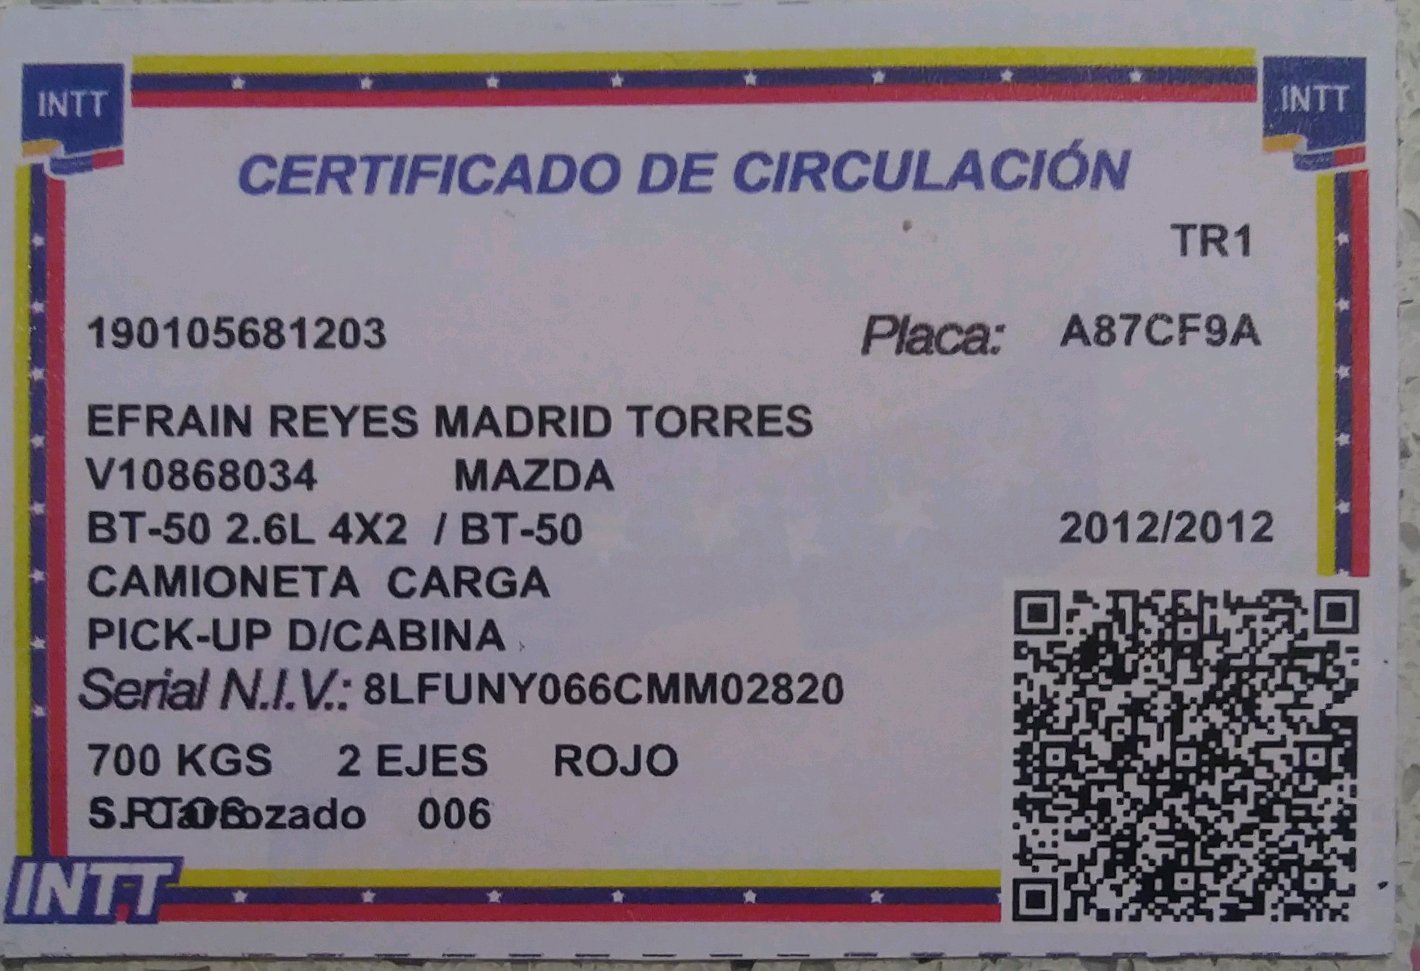 INTT
INTT
CERTIFICADO DE CIRCULACIÓN
TR1
190105681203 Placa: A87CF9A
EFRAIN REYES MADRID TORRES
V10868034 MAZDA
BT-50 2.6L 4X2 / BT-50 2012/2012
CAMIONETA CARGA
PICK-UP D/CABINA
Serial N.I.V.: 8LFUNY066CMM02820
700 KGS 2 EJES ROJO
006
INTT